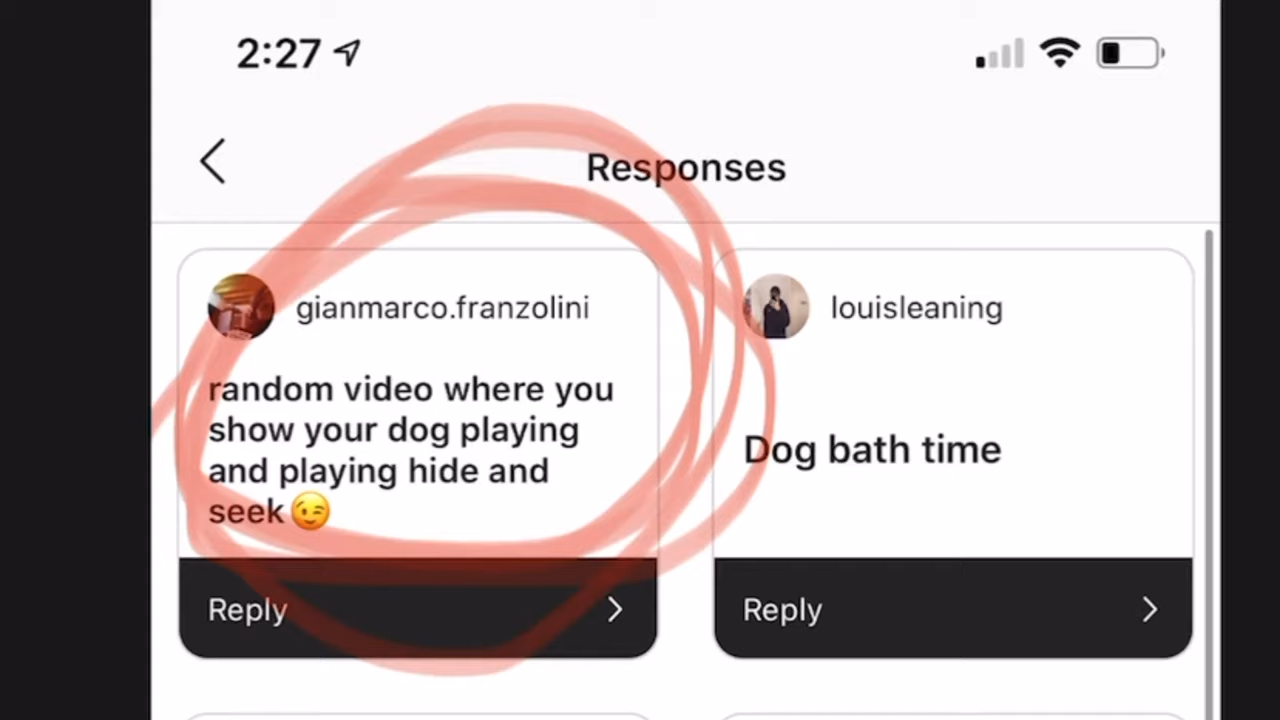 2:27
Responses
gianmarco.franzolini
random video where you
show your dog playing
and playing hide and
seek😉
Reply
louisleaning
Dog bath time
Reply